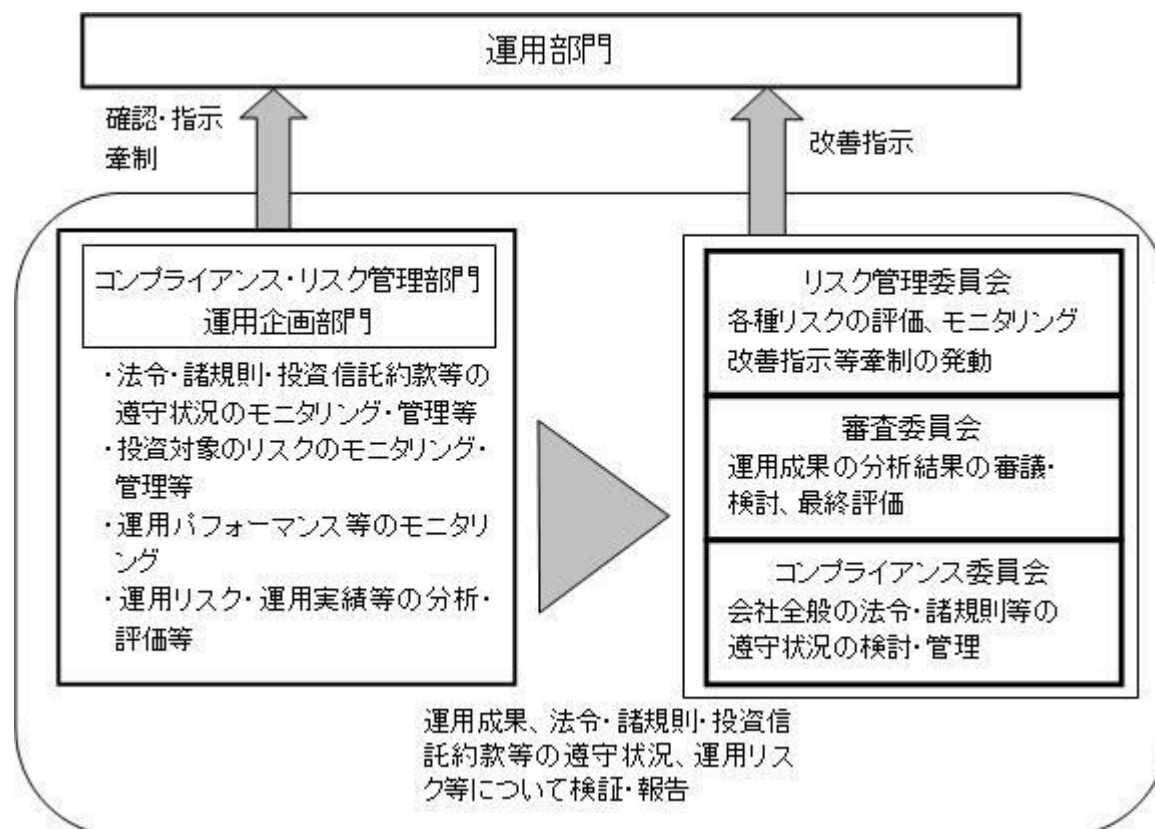 運用部門
確認・指示
牽制
改善指示
コンプライアンス・リスク管理部門
運用企画部門
・法令・諸規則・投資信託約款等の
遵守状況のモニタリング・管理等
・投資対象のリスクのモニタリング・
管理等
・運用パフォーマンス等のモニタリ
ング
・運用リスク・運用実績等の分析・
評価等
リスク管理委員会
各種リスクの評価、モニタリング
改善指示等牽制の発動
審査委員会
運用成果の分析結果の審議・
検討、最終評価
コンプライアンス委員会
会社全般の法令・諸規則等の
遵守状況の検討・管理
運用成果、法令・諸規則・投資信
託約款等の遵守状況、運用リス
ク等について検証・報告